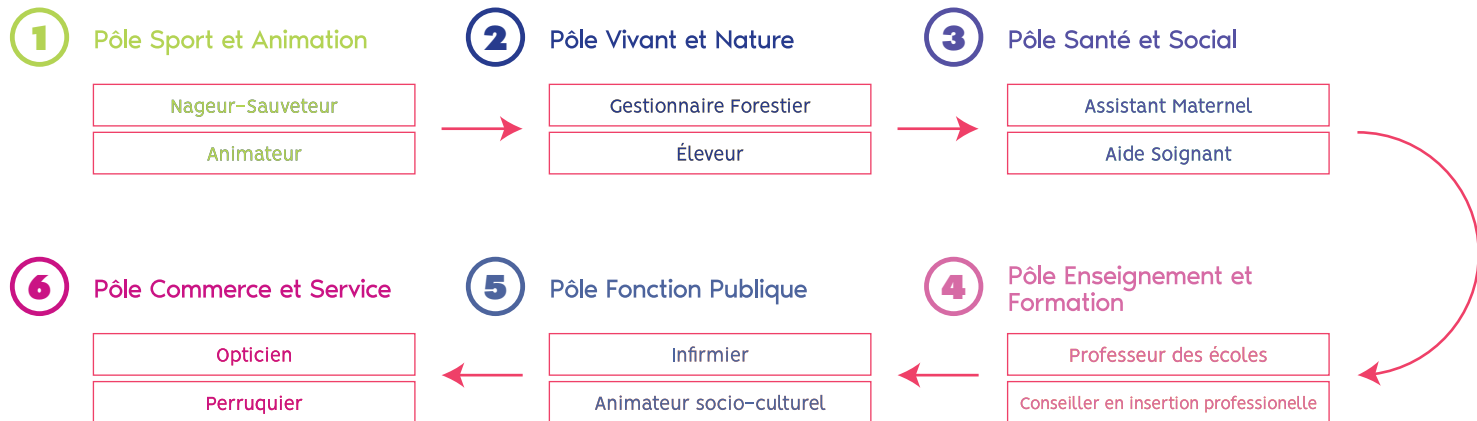 1
Pôle Sport et Animation
Nageur-Sauveteur
Animateur
2
Pôle Vivant et Nature
Gestionnaire Forestier
Éleveur
3
Pôle Santé et Social
Assistant Maternel
Aide Soignant
4
Pôle Enseignement et
Formation
Professeur des écoles
Conseiller en insertion professionelle
5
Pôle Fonction Publique
Infirmier
Animateur socio-culturel
6
Pôle Commerce et Service
Opticien
Perruquier